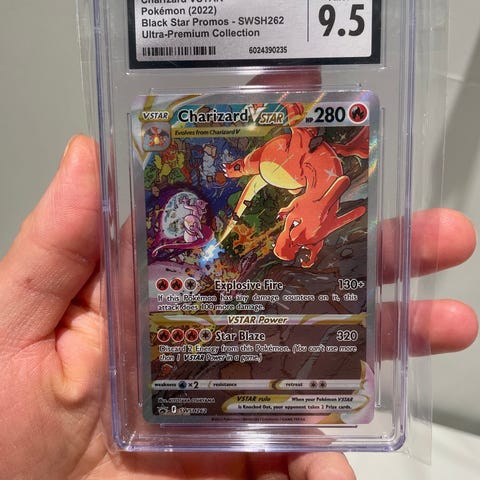 Charizard VSTAR
Pokémon (2022)
Black Star Promos - SWSH262
Ultra-Premium Collection
6024390235
9.5
VSTAR Charizard VSTAR HP 280
Evolves from Charizard V
Explosive Fire 130+
If this Pokémon has any damage counters on it, this
attack does 100 more damage.
VSTAR Power
Star Blaze 320
Discard 2 Energy from this Pokémon. (You can't use more
than 1 VSTAR Power in a game.)
weakness ×2 resistance retreat
VSTAR rule When your Pokémon VSTAR
is Knocked Out, your opponent takes 2 Prize cards.
SWSH262